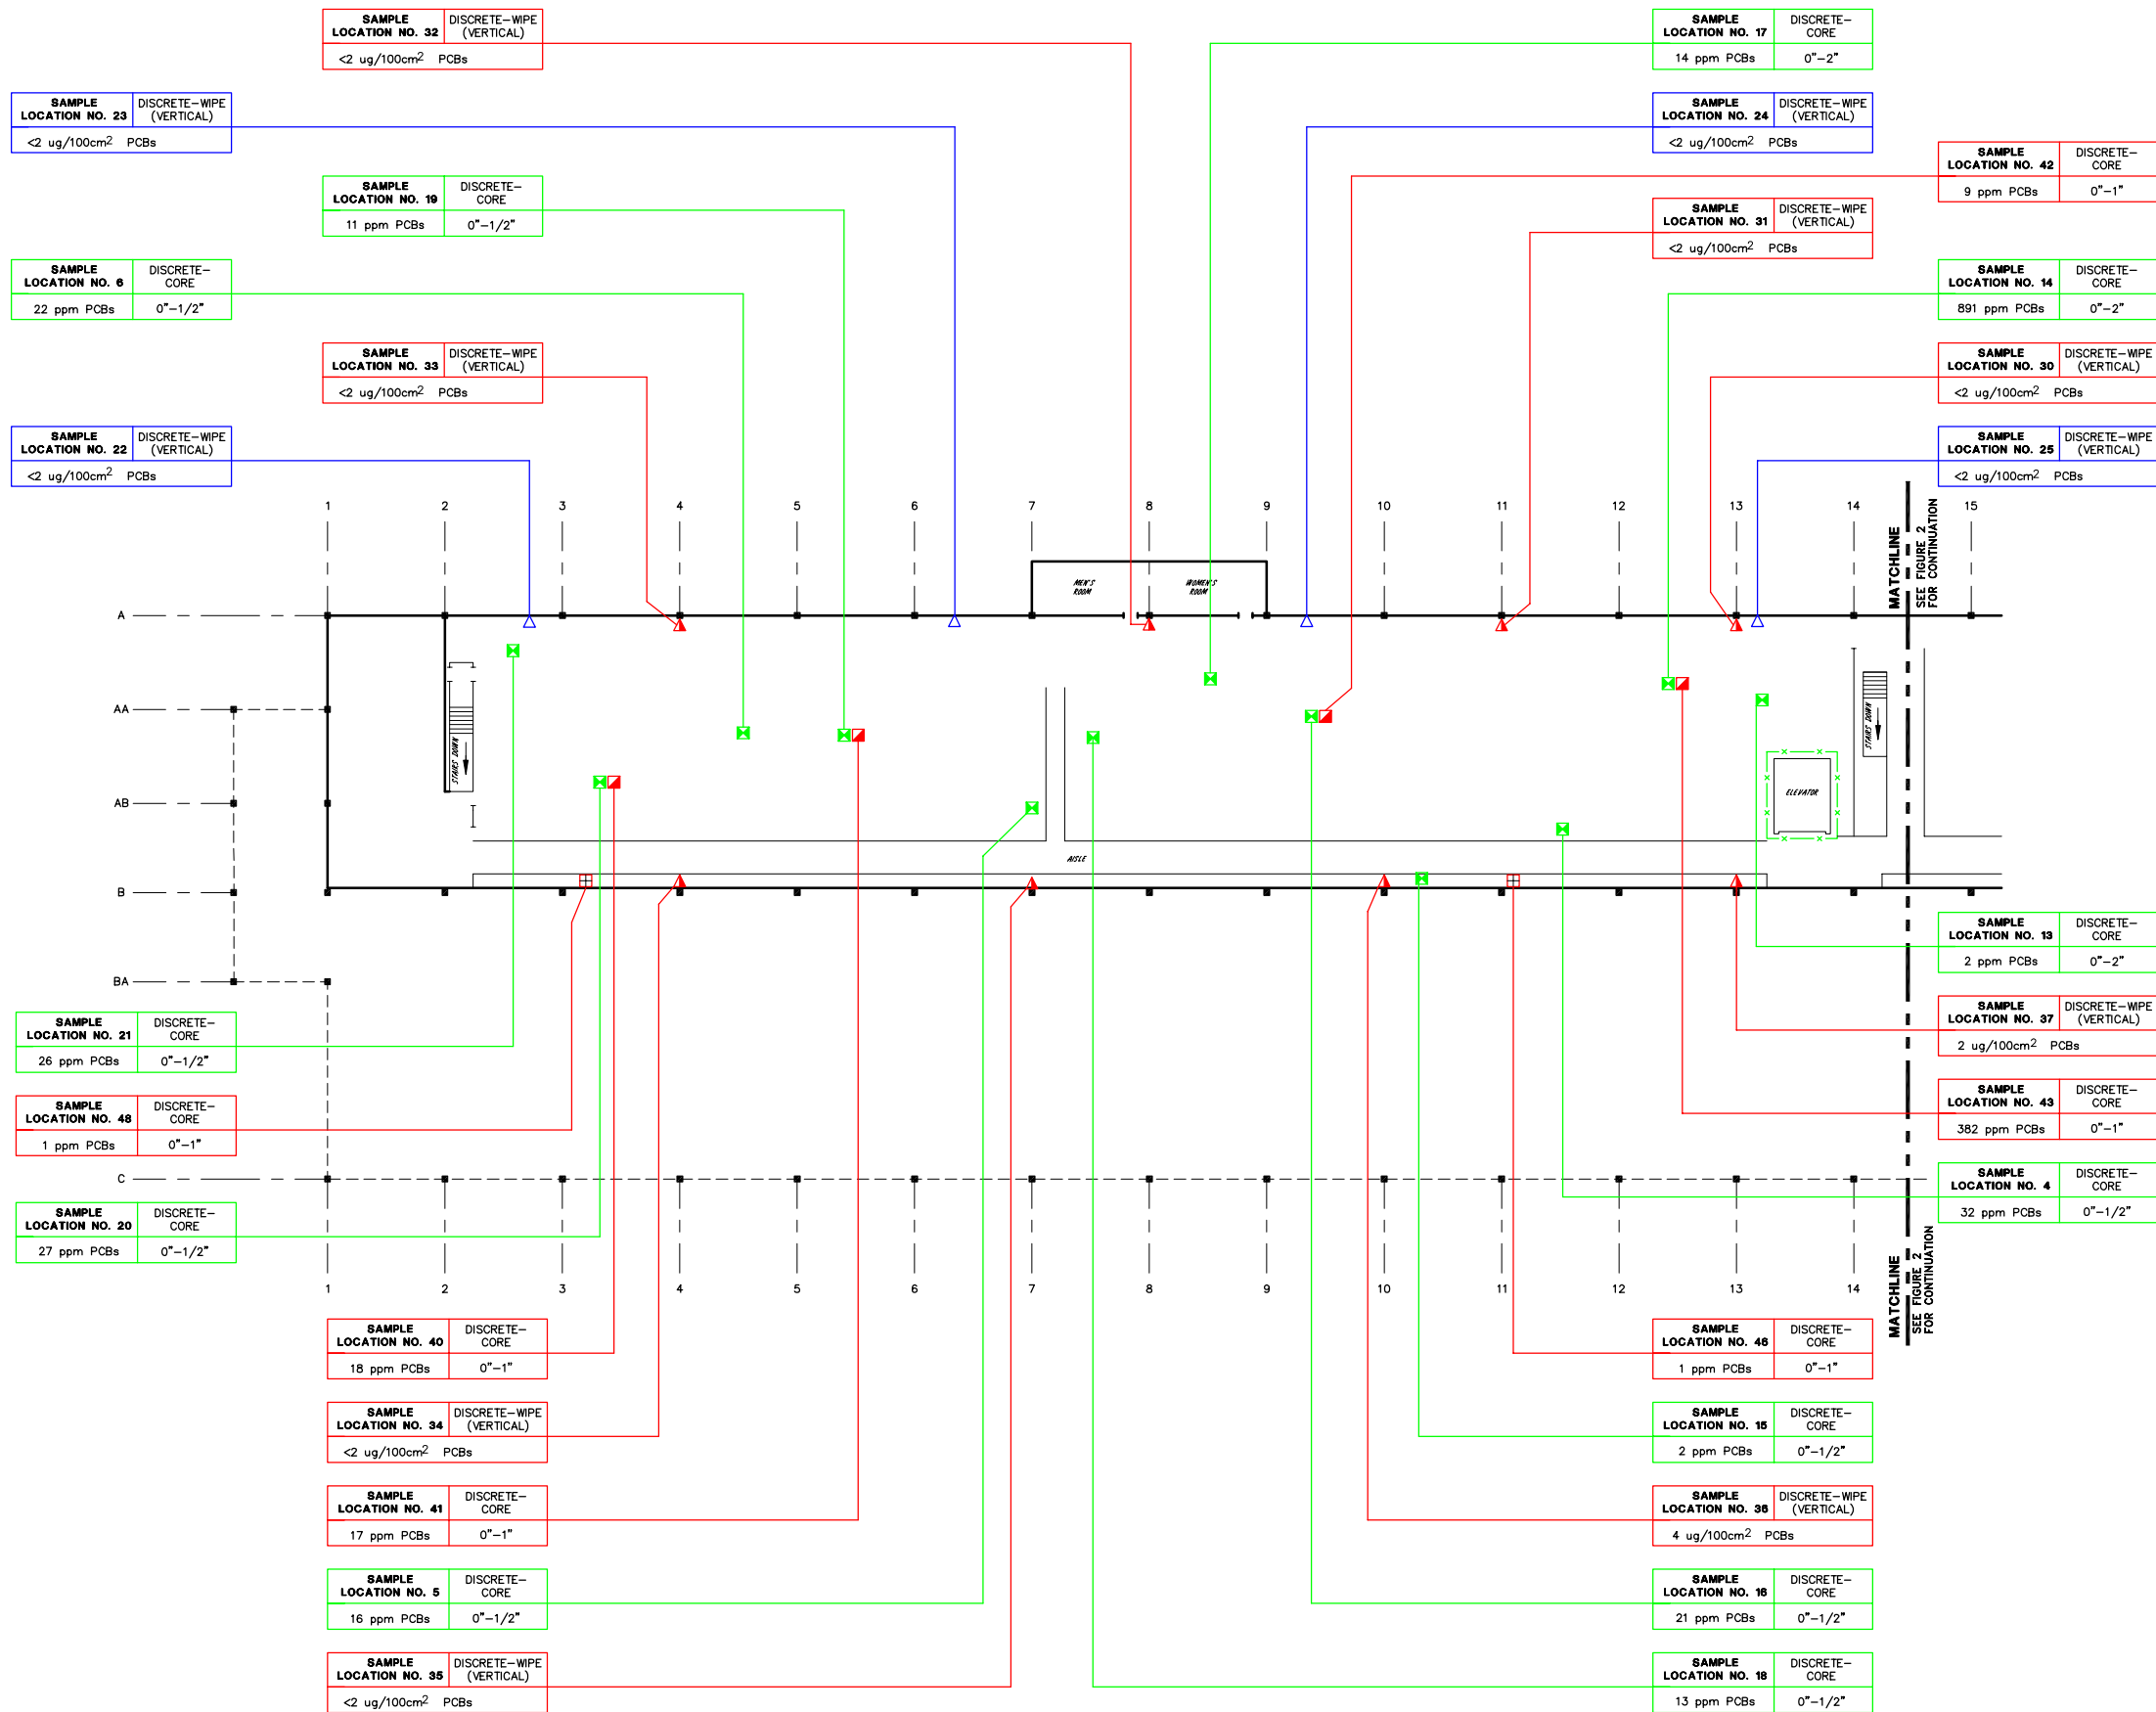 SAMPLE LOCATION NO. 32 DISCRETE-WIPE (VERTICAL)
<2 ug/100cm2 PCBs
SAMPLE LOCATION NO. 17 DISCRETE-CORE
14 ppm PCBs 0"-2"
SAMPLE LOCATION NO. 23 DISCRETE-WIPE (VERTICAL)
<2 ug/100cm2 PCBs
SAMPLE LOCATION NO. 24 DISCRETE-WIPE (VERTICAL)
<2 ug/100cm2 PCBs
SAMPLE LOCATION NO. 42 DISCRETE-CORE
9 ppm PCBs 0"-1"
SAMPLE LOCATION NO. 19 DISCRETE-CORE
11 ppm PCBs 0"-1/2"
SAMPLE LOCATION NO. 31 DISCRETE-WIPE (VERTICAL)
<2 ug/100cm2 PCBs
SAMPLE LOCATION NO. 6 DISCRETE-CORE
22 ppm PCBs 0"-1/2"
SAMPLE LOCATION NO. 14 DISCRETE-CORE
891 ppm PCBs 0"-2"
SAMPLE LOCATION NO. 33 DISCRETE-WIPE (VERTICAL)
<2 ug/100cm2 PCBs
SAMPLE LOCATION NO. 30 DISCRETE-WIPE (VERTICAL)
<2 ug/100cm2 PCBs
SAMPLE LOCATION NO. 22 DISCRETE-WIPE (VERTICAL)
<2 ug/100cm2 PCBs
SAMPLE LOCATION NO. 25 DISCRETE-WIPE (VERTICAL)
<2 ug/100cm2 PCBs
1 2 3 4 5 6 7 8 9 10 11 12 13 14 15
MATCHLINE
SEE FIGURE 2
FOR CONTINUATION
MEN'S ROOM
WOMEN'S ROOM
A
AA
STAIRS DOWN
STAIRS DOWN
ELEVATOR
AB
AISLE
B
BA
SAMPLE LOCATION NO. 13 DISCRETE-CORE
2 ppm PCBs 0"-2"
SAMPLE LOCATION NO. 21 DISCRETE-CORE
26 ppm PCBs 0"-1/2"
SAMPLE LOCATION NO. 37 DISCRETE-WIPE (VERTICAL)
2 ug/100cm2 PCBs
SAMPLE LOCATION NO. 48 DISCRETE-CORE
1 ppm PCBs 0"-1"
SAMPLE LOCATION NO. 43 DISCRETE-CORE
382 ppm PCBs 0"-1"
C
SAMPLE LOCATION NO. 4 DISCRETE-CORE
32 ppm PCBs 0"-1/2"
SAMPLE LOCATION NO. 20 DISCRETE-CORE
27 ppm PCBs 0"-1/2"
1 2 3 4 5 6 7 8 9 10 11 12 13 14
MATCHLINE
SEE FIGURE 2
FOR CONTINUATION
SAMPLE LOCATION NO. 40 DISCRETE-CORE
18 ppm PCBs 0"-1"
SAMPLE LOCATION NO. 46 DISCRETE-CORE
1 ppm PCBs 0"-1"
SAMPLE LOCATION NO. 34 DISCRETE-WIPE (VERTICAL)
<2 ug/100cm2 PCBs
SAMPLE LOCATION NO. 15 DISCRETE-CORE
2 ppm PCBs 0"-1/2"
SAMPLE LOCATION NO. 41 DISCRETE-CORE
17 ppm PCBs 0"-1"
SAMPLE LOCATION NO. 36 DISCRETE-WIPE (VERTICAL)
4 ug/100cm2 PCBs
SAMPLE LOCATION NO. 5 DISCRETE-CORE
16 ppm PCBs 0"-1/2"
SAMPLE LOCATION NO. 16 DISCRETE-CORE
21 ppm PCBs 0"-1/2"
SAMPLE LOCATION NO. 35 DISCRETE-WIPE (VERTICAL)
<2 ug/100cm2 PCBs
SAMPLE LOCATION NO. 18 DISCRETE-CORE
13 ppm PCBs 0"-1/2"